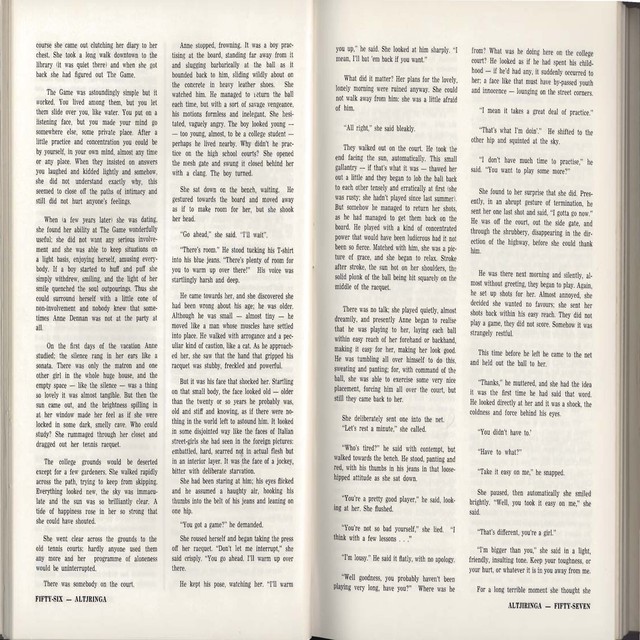 course she came out clutching her diary to her
chest. She took a long walk downtown to the
library (it was quiet there) and when she got
back she had figured out The Game.
The Game was astoundingly simple but it
worked. You lived among them, but you let
them slide over you, like water. You put on a
listening face, but you made your mind go
somewhere else, some private place. After a
little practice and concentration you could be
by yourself, in your own mind, almost any time
or any place. When they insisted on answers
you laughed and kidded lightly and somehow,
she did not understand exactly why, this
seemed to close off the paths of intimacy and
still did not hurt anyone's feelings.
When (a few years later) she was dating,
she found her ability at The Game wonderfully
useful; she did not want any serious involve-
ment and she was able to keep situations on
a light basis, enjoying herself, amusing every-
body. If a boy started to huff and puff she
simply withdrew, smiling, and the light of her
smile quenched the soul outpourings. Thus she
could surround herself with a little cone of
non-involvement and nobody knew that some-
times Anne Dennan was not at the party at
all.
On the first days of the vacation Anne
studied; the silence rang in her ears like a
sonata. There was only the matron and one
other girl in the whole huge house, and the
empty space — like the silence — was a thing
so lovely it was almost tangible. But then the
sun came out, and the brightness spilling in
at her window made her feel as if she were
locked in some dark, smelly cave. Who could
study? She rummaged through her closet and
dragged out her tennis racquet.
The college grounds would be deserted
except for a few gardeners. She walked rapidly
across the path, trying to keep from skipping.
Everything looked new, the sky was immacu-
late and the sun was so brilliantly clear. A
tide of happiness rose in her so strong that
she could have shouted.
She went clear across the grounds to the
old tennis courts: hardly anyone used them
any more and her programme of aloneness
would be uninterrupted.
There was somebody on the court.
FIFTY-SIX — ALTJIRINGA
Anne stopped, frowning. It was a boy prac-
tising at the board, standing far away from it
and slugging barbarically at the ball as it
bounded back to him, sliding wildly about on
the concrete in heavy leather shoes. She
watched him. He managed to return the ball
each time, but with a sort of savage vengeance,
his motions formless and inelegant. She hesi-
tated, vaguely angry. The boy looked young —
— too young, almost, to be a college student —
perhaps he lived nearby. Why didn't he prac-
tice on the high school courts? She opened
the mesh gate and swung it closed behind her
with a clang. The boy turned.
She sat down on the bench, waiting. He
gestured towards the board and moved away
as if to make room for her, but she shook
her head.
"Go ahead", she said. "I'll wait".
"There's room." He stood tucking his T-shirt
into his blue jeans. "There's plenty of room for
you to warm up over there!" His voice was
startlingly harsh and deep.
He came towards her, and she discovered she
had been wrong about his age; he was older.
Although he was small — almost tiny — he
moved like a man whose muscles have settled
into place. He walked with arrogance and a pec-
uliar kind of caution, like a cat. As he approach-
ed her, she saw that the hand that gripped his
racquet was stubby, freckled and powerful.
But it was his face that shocked her. Startling
on that small body, the face looked old — older
than the twenty or so years he probably was,
old and stiff and knowing, as if there were no-
thing in the world left to astound him. It looked
in some disjointed way like the faces of Italian
street-girls she had seen in the foreign pictures:
embattled, hard, scarred not in actual flesh but
in an interior layer. It was the face of a jockey,
bitter with deliberate starvation.
She had been staring at him; his eyes flicked
and he assumed a naughty air, hooking his
thumbs into the belt of his jeans and leaning on
one hip.
"You got a game?" he demanded.
She roused herself and began taking the press
off her racquet. "Don't let me interrupt," she
said crisply. "You go ahead. I'll warm up over
there.
He kept his pose, watching her. "I'll warm
you up," he said. She looked at him sharply. "I
mean, I'll bat 'em back if you want."
What did it matter? Her plans for the lovely,
lonely morning were ruined anyway. She could
not walk away from him; she was a little afraid
of him.
"All right," she said bleakly.
They walked out on the court. He took the
end facing the sun, automatically. This small
gallantry — if that's what it was — thawed her
out a little and they began to lob the ball back
to each other tensely and erratically at first (she
was rusty; she hadn't played since last summer).
But somehow he managed to return her shots,
as he had managed to get them back on the
board. He played with a kind of concentrated
power that would have been ludicrous had it not
been so fierce. Matched with him, she was a pic-
ture of grace, and she began to relax. Stroke
after stroke, the sun hot on her shoulders, the
solid plonk of the ball being hit squarely on the
middle of the racquet.
There was no talk; she played quietly, almost
dreamily, and presently Anne began to realise
that he was playing to her, laying each ball
within easy reach of her forehand or backhand,
making it easy for her, making her look good.
He was tumbling all over himself to do this,
sweating and panting; for, with command of the
ball, she was able to exercise some very nice
placement, forcing him all over the court, but
still they came back to her.
She deliberately sent one into the net.
"Let's rest a minute", she called.
"Who's tired?" he said with contempt, but
walked towards the bench. He stood, panting and
red, with his thumbs in his jeans in that loose-
hipped attitude as she sat down.
"You're a pretty good player," he said, look-
ing at her. She flushed.
"You're not so bad yourself," she lied. "I
think with a few lessons . . ."
"I'm lousy." He said it flatly, with no apology.
"Well goodness, you probably haven't been
playing very long, have you?" Where was he
from? What was he doing here on the college
court? He looked as if he had spent his child-
hood — if he'd had any, it suddenly occurred to
her; a face like that must have by-passed youth
and innocence — lounging on the street corners.
"I mean it takes a great deal of practice."
"That's what I'm doin'." He shifted to the
other hip and squinted at the sky.
"I don't have much time to practise," he
said. "You want to play some more?"
She found to her surprise that she did. Pres-
ently, in an abrupt gesture of termination, he
sent her one last shot and said, "I gotta go now."
He was off the court, out the side gate, and
through the shrubbery, disappearing in the dir-
ection of the highway, before she could thank
him.
He was there next morning and silently, al-
most without greeting, they began to play. Again,
he set up shots for her. Almost annoyed, she
decided she wanted no favours; she sent her
shots back within his easy reach. They did not
play a game, they did not score. Somehow it was
strangely restful.
This time before he left he came to the net
and held out the ball to her.
"Thanks," he muttered, and she had the idea
it was the first time he had said that word.
He looked directly at her and it was a shock, the
coldness and force behind his eyes.
"You didn't have to.'
"Have to what?"
"Take it easy on me," he snapped.
She paused, then automatically she smiled
brightly. "Well, you took it easy on me," she
said.
"That's different, you're a girl."
"I'm bigger than you," she said in a light,
friendly, insulting tone. Keep your toughness, or
your hurt, or whatever it is in you away from me.
For a long terrible moment she thought she
ALTJIRINGA — FIFTY-SEVEN